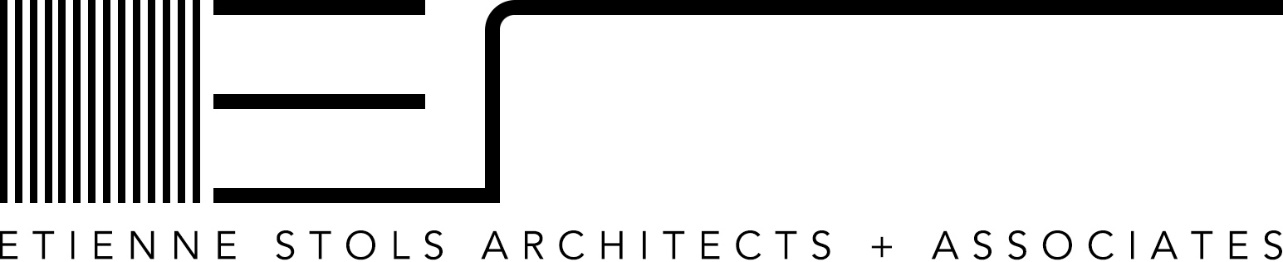 ETIENNE STOLS ARCHITECTS + ASSOCIATES